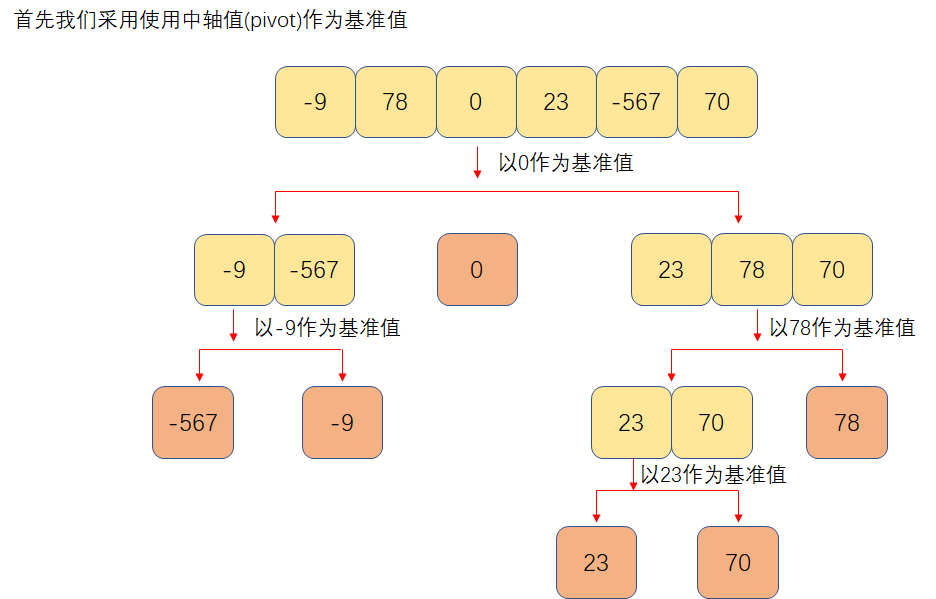 首先我们采用使用中轴值(pivot)作为基准值
-9 78 0 23 -567 70
以0作为基准值
-9 -567 0 23 78 70
以-9作为基准值 以78作为基准值
-567 -9 23 70 78
以23作为基准值
23 70